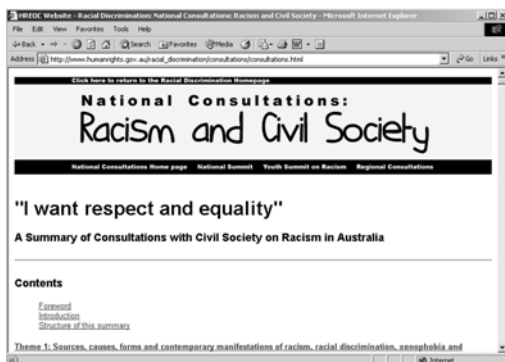 HREOC Website - Racial Discrimination: National Consultations: Racism and Civil Society - Microsoft Internet Explorer
File Edit View Favorites Tools Help
Back Search Favorites Media
Address http://www.humanrights.gov.au/racial_discrimination/consultations/consultations.html Go Links
Click here to return to the Racial Discrimination Homepage
National Consultations:
Racism and Civil Society
National Consultations Home page National Summit Youth Summit on Racism Regional Consultations
"I want respect and equality"
A Summary of Consultations with Civil Society on Racism in Australia
Contents
Foreword
Introduction
Structure of this summary
Theme 1: Sources, causes, forms and contemporary manifestations of racism, racial discrimination, xenophobia and
Internet